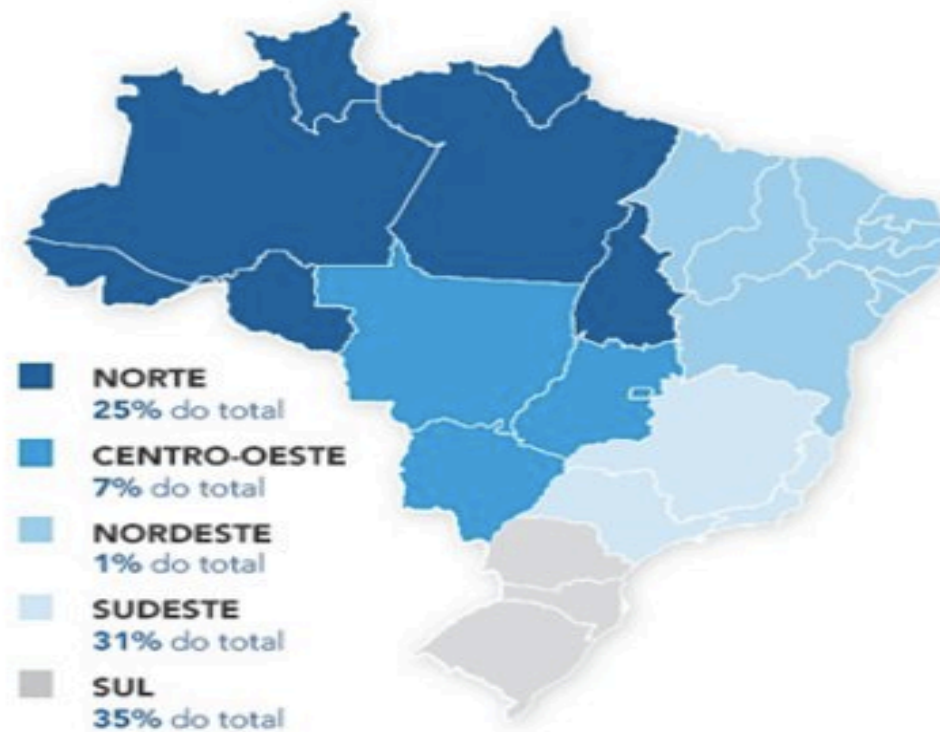 NORTE
25% do total
CENTRO-OESTE
7% do total
NORDESTE
1% do total
SUDESTE
31% do total
SUL
35% do total